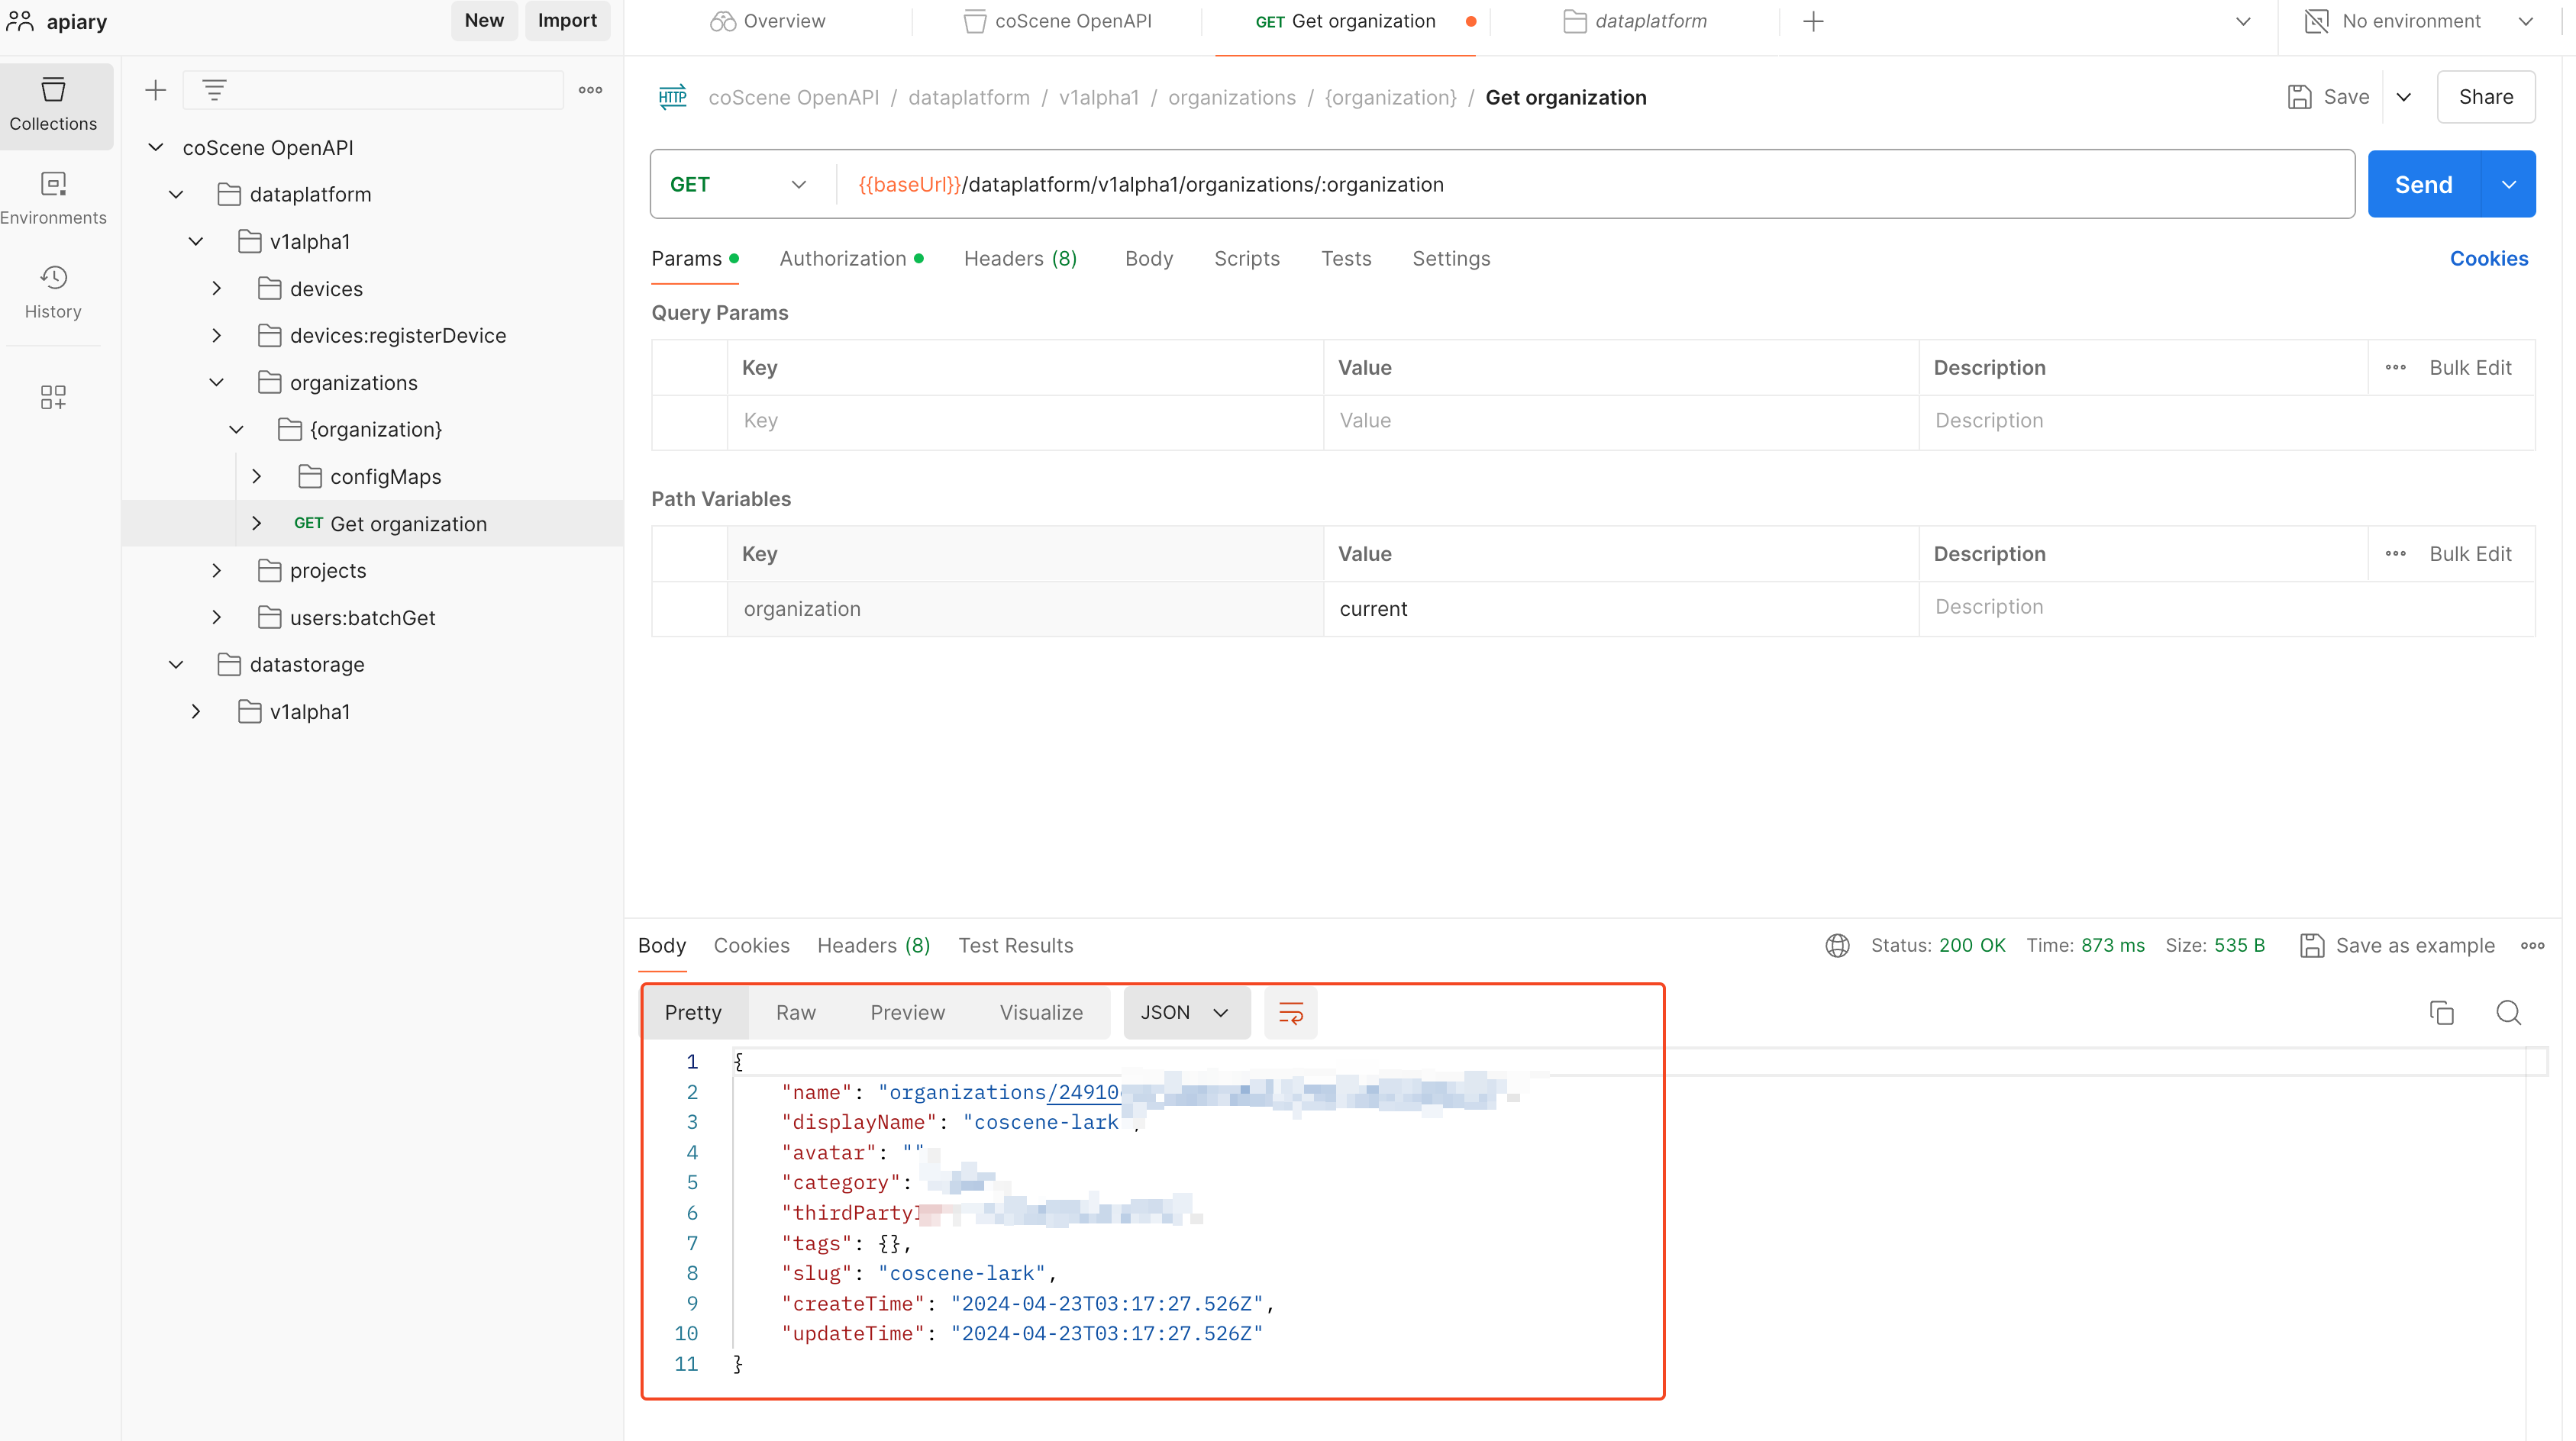 apiary
New
Import
Overview
coScene OpenAPI
GET Get organization
dataplatform
No environment
Collections
Environments
History
coScene OpenAPI
dataplatform
v1alpha1
devices
devices:registerDevice
organizations
{organization}
configMaps
GET Get organization
projects
users:batchGet
datastorage
v1alpha1
HTTP coScene OpenAPI / dataplatform / v1alpha1 / organizations / {organization} / Get organization
Save
Share
GET
{{baseUrl}}/dataplatform/v1alpha1/organizations/:organization
Send
Params
Authorization
Headers (8)
Body
Scripts
Tests
Settings
Cookies
Query Params
Key Value Description Bulk Edit
Key Value Description
Path Variables
Key Value Description Bulk Edit
organization current Description
Body Cookies Headers (8) Test Results
Status: 200 OK Time: 873 ms Size: 535 B
Save as example
Pretty Raw Preview Visualize JSON
1 {
2 "name": "organizations/24910
3 "displayName": "coscene-lark ,
4 "avatar": ""
5 "category":
6 "thirdParty
7 "tags": {},
8 "slug": "coscene-lark",
9 "createTime": "2024-04-23T03:17:27.526Z",
10 "updateTime": "2024-04-23T03:17:27.526Z"
11 }